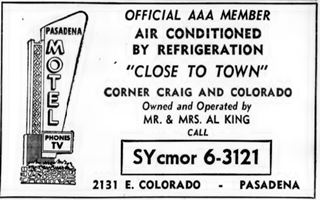 PASADENA
MOTEL
PHONES
TV
OFFICIAL AAA MEMBER
AIR CONDITIONED
BY REFRIGERATION
"CLOSE TO TOWN"
CORNER CRAIG AND COLORADO
Owned and Operated by
MR. & MRS. AL KING
CALL
SYcmor 6-3121
2131 E. COLORADO - PASADENA